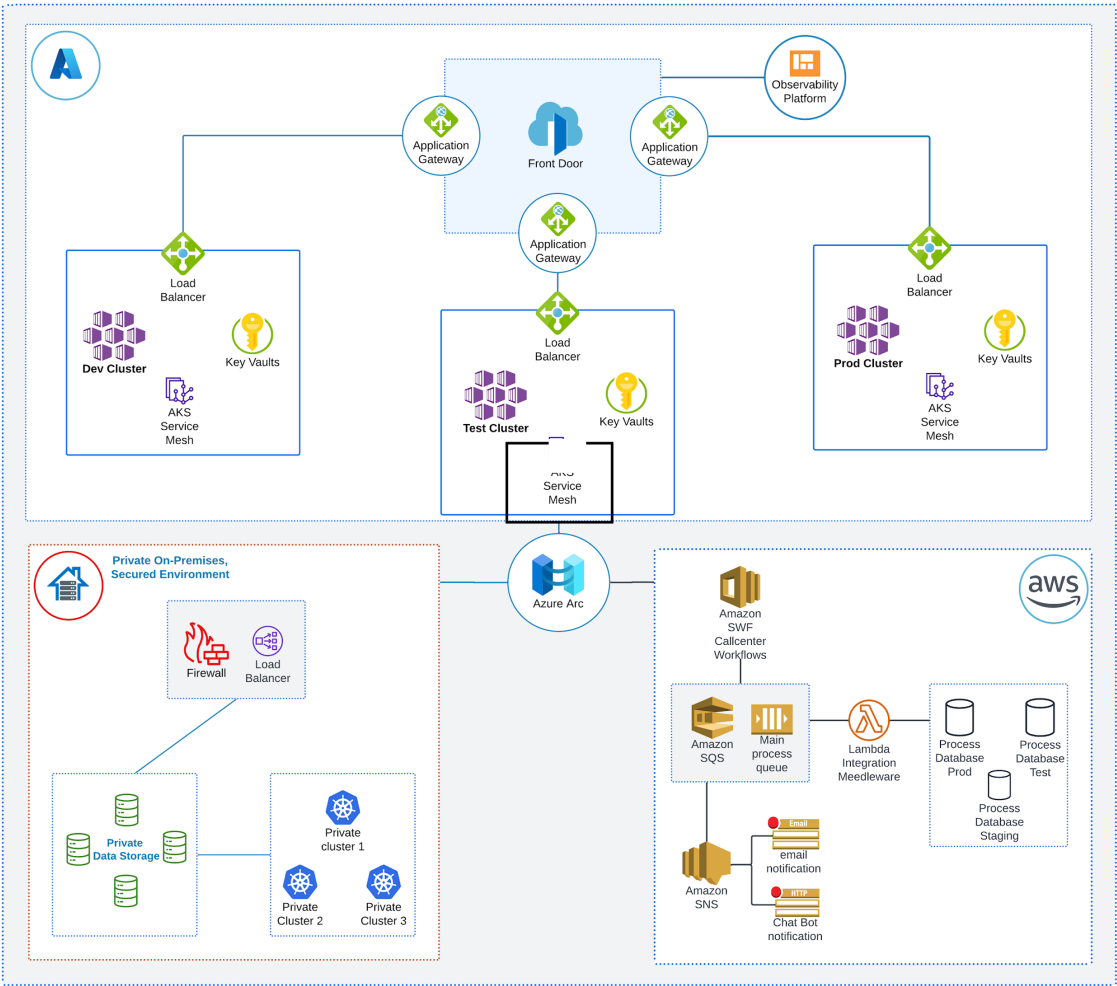 Observability
Platform
Application
Gateway
Front Door
Application
Gateway
Application
Gateway
Load
Balancer
Dev Cluster
Key Vaults
AKS
Service
Mesh
Load
Balancer
Test Cluster
Key Vaults
Service
Mesh
Load
Balancer
Prod Cluster
Key Vaults
AKS
Service
Mesh
Azure Arc
Private On-Premises,
Secured Environment
Firewall
Load
Balancer
Private
Data Storage
Private
cluster 1
Private
Cluster 2
Private
Cluster 3
aws
Amazon
SWF
Callcenter
Workflows
Amazon
SQS
Main
process
queue
Lambda
Integration
Meedleware
Process
Database
Prod
Process
Database
Test
Process
Database
Staging
Amazon
SNS
Email
email
notification
HTTP
Chat Bot
notification